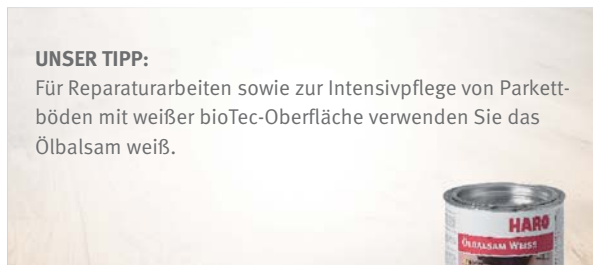 UNSER TIPP:
Für Reparaturarbeiten sowie zur Intensivpflege von Parkett-
böden mit weißer bioTec-Oberfläche verwenden Sie das
Ölbalsam weiß.
HARO
ÖLBALSAM WEISS